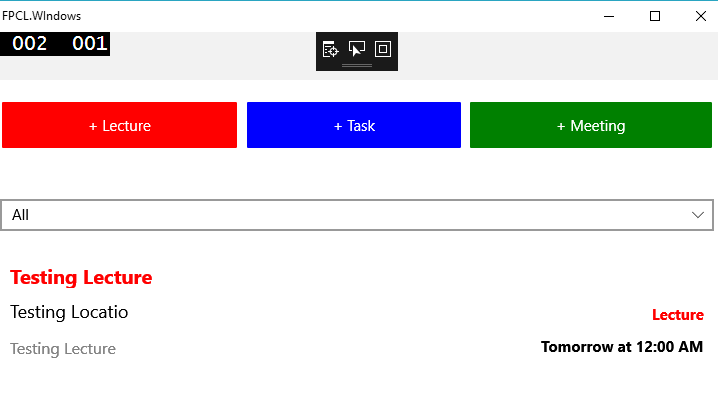 FPCL.WIndows
002 001
+ Lecture
+ Task
+ Meeting
All
Testing Lecture
Testing Locatio
Lecture
Testing Lecture
Tomorrow at 12:00 AM